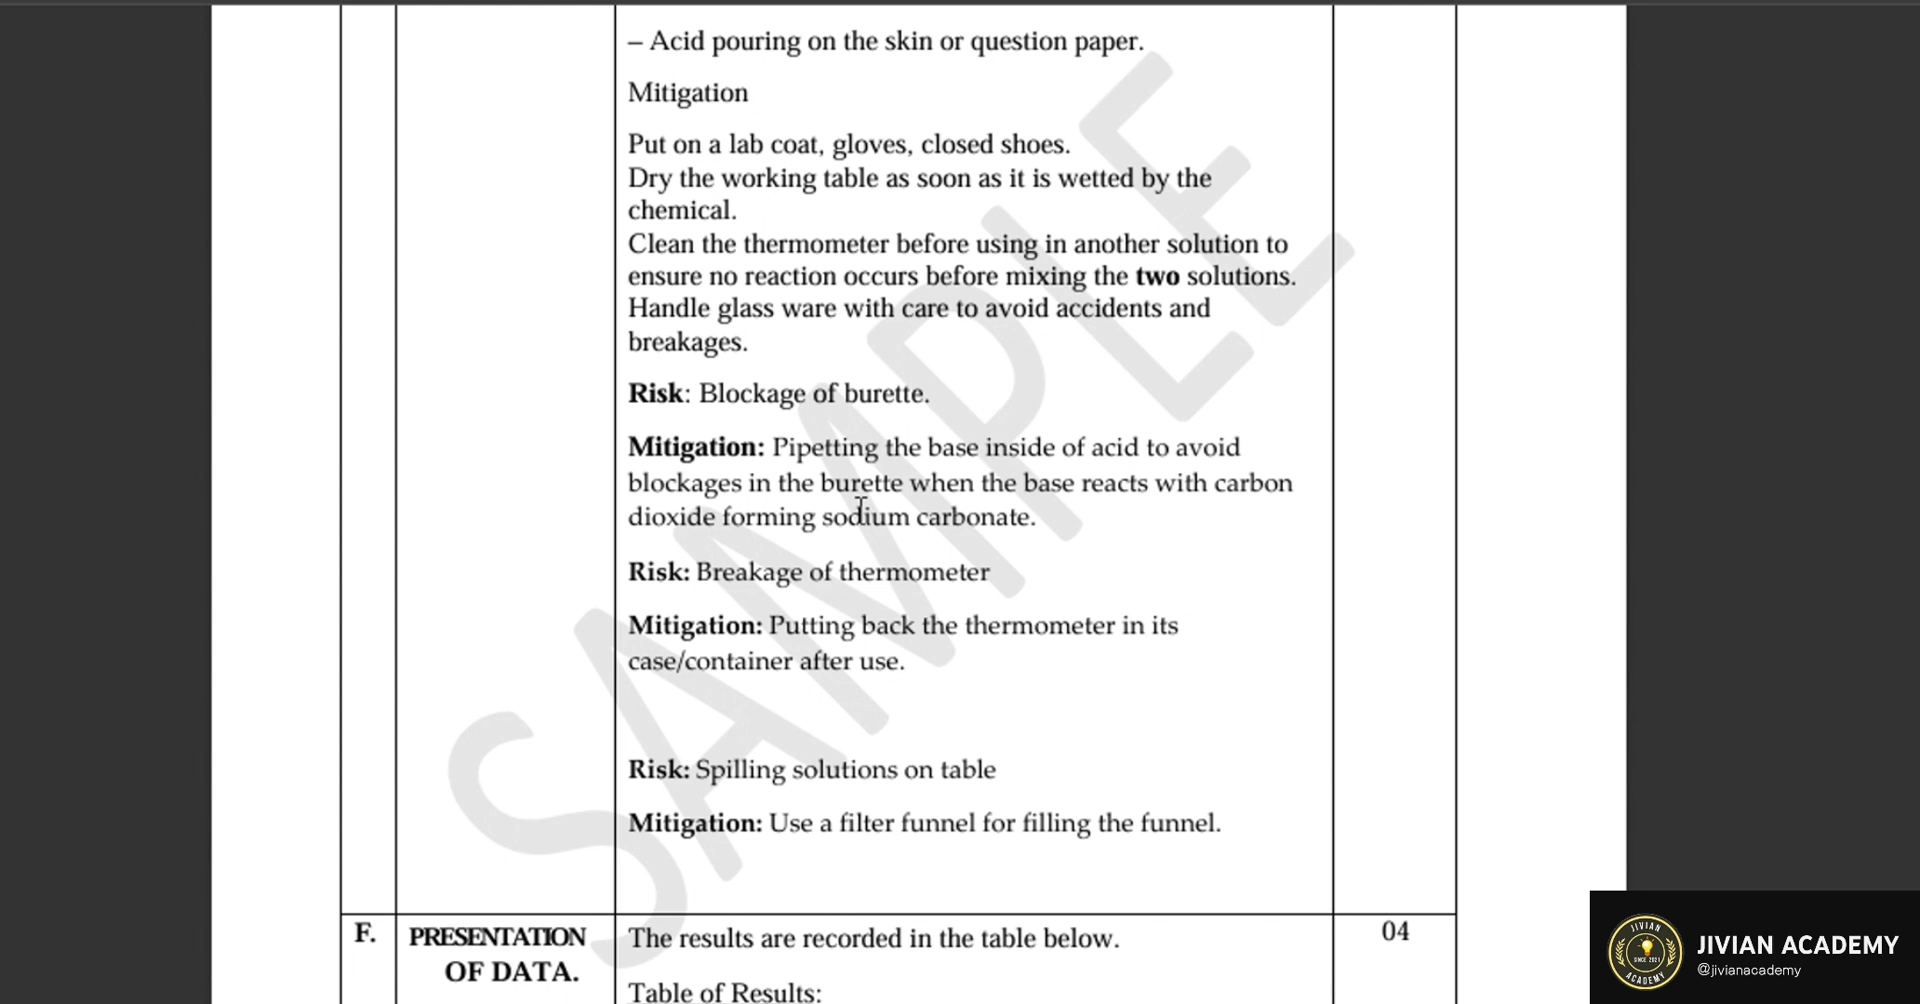 – Acid pouring on the skin or question paper.
Mitigation
Put on a lab coat, gloves, closed shoes.
Dry the working table as soon as it is wetted by the
chemical.
Clean the thermometer before using in another solution to
ensure no reaction occurs before mixing the two solutions.
Handle glass ware with care to avoid accidents and
breakages.
Risk: Blockage of burette.
Mitigation: Pipetting the base inside of acid to avoid
blockages in the burette when the base reacts with carbon
dioxide forming sodium carbonate.
Risk: Breakage of thermometer
Mitigation: Putting back the thermometer in its
case/container after use.
Risk: Spilling solutions on table
Mitigation: Use a filter funnel for filling the funnel.
F.
PRESENTATION
OF DATA.
The results are recorded in the table below.
04
Table of Results:
SAMPLE
JIVIAN
SINCE 2021
ACADEMY
JIVIAN ACADEMY
@jivianacademy